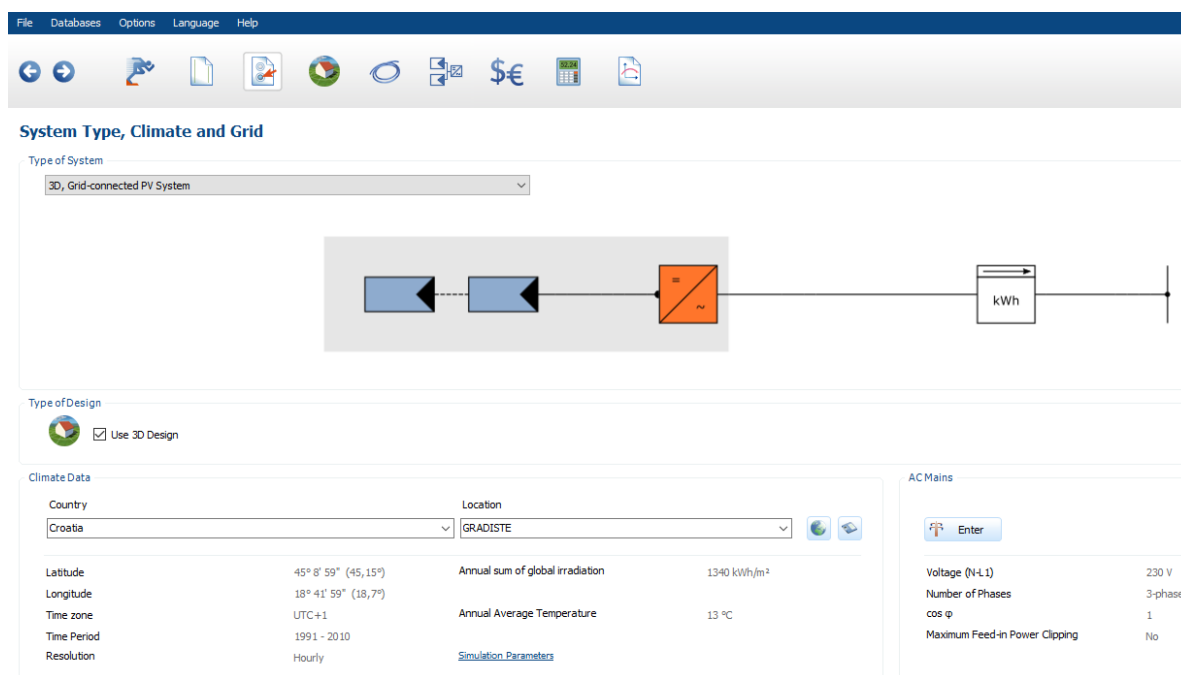 File Databases Options Language Help
$€
52,24
System Type, Climate and Grid
Type of System
3D, Grid-connected PV System
=
~
kWh
Type of Design
Use 3D Design
Climate Data
AC Mains
Country Location
Croatia GRADISTE
Enter
Latitude 45° 8' 59" (45,15°) Annual sum of global irradiation 1340 kWh/m² Voltage (N-L1) 230 V
Longitude 18° 41' 59" (18,7°) Number of Phases 3-phase
Time zone UTC+1 Annual Average Temperature 13 °C cos φ 1
Time Period 1991 - 2010 Maximum Feed-in Power Clipping No
Resolution Hourly Simulation Parameters